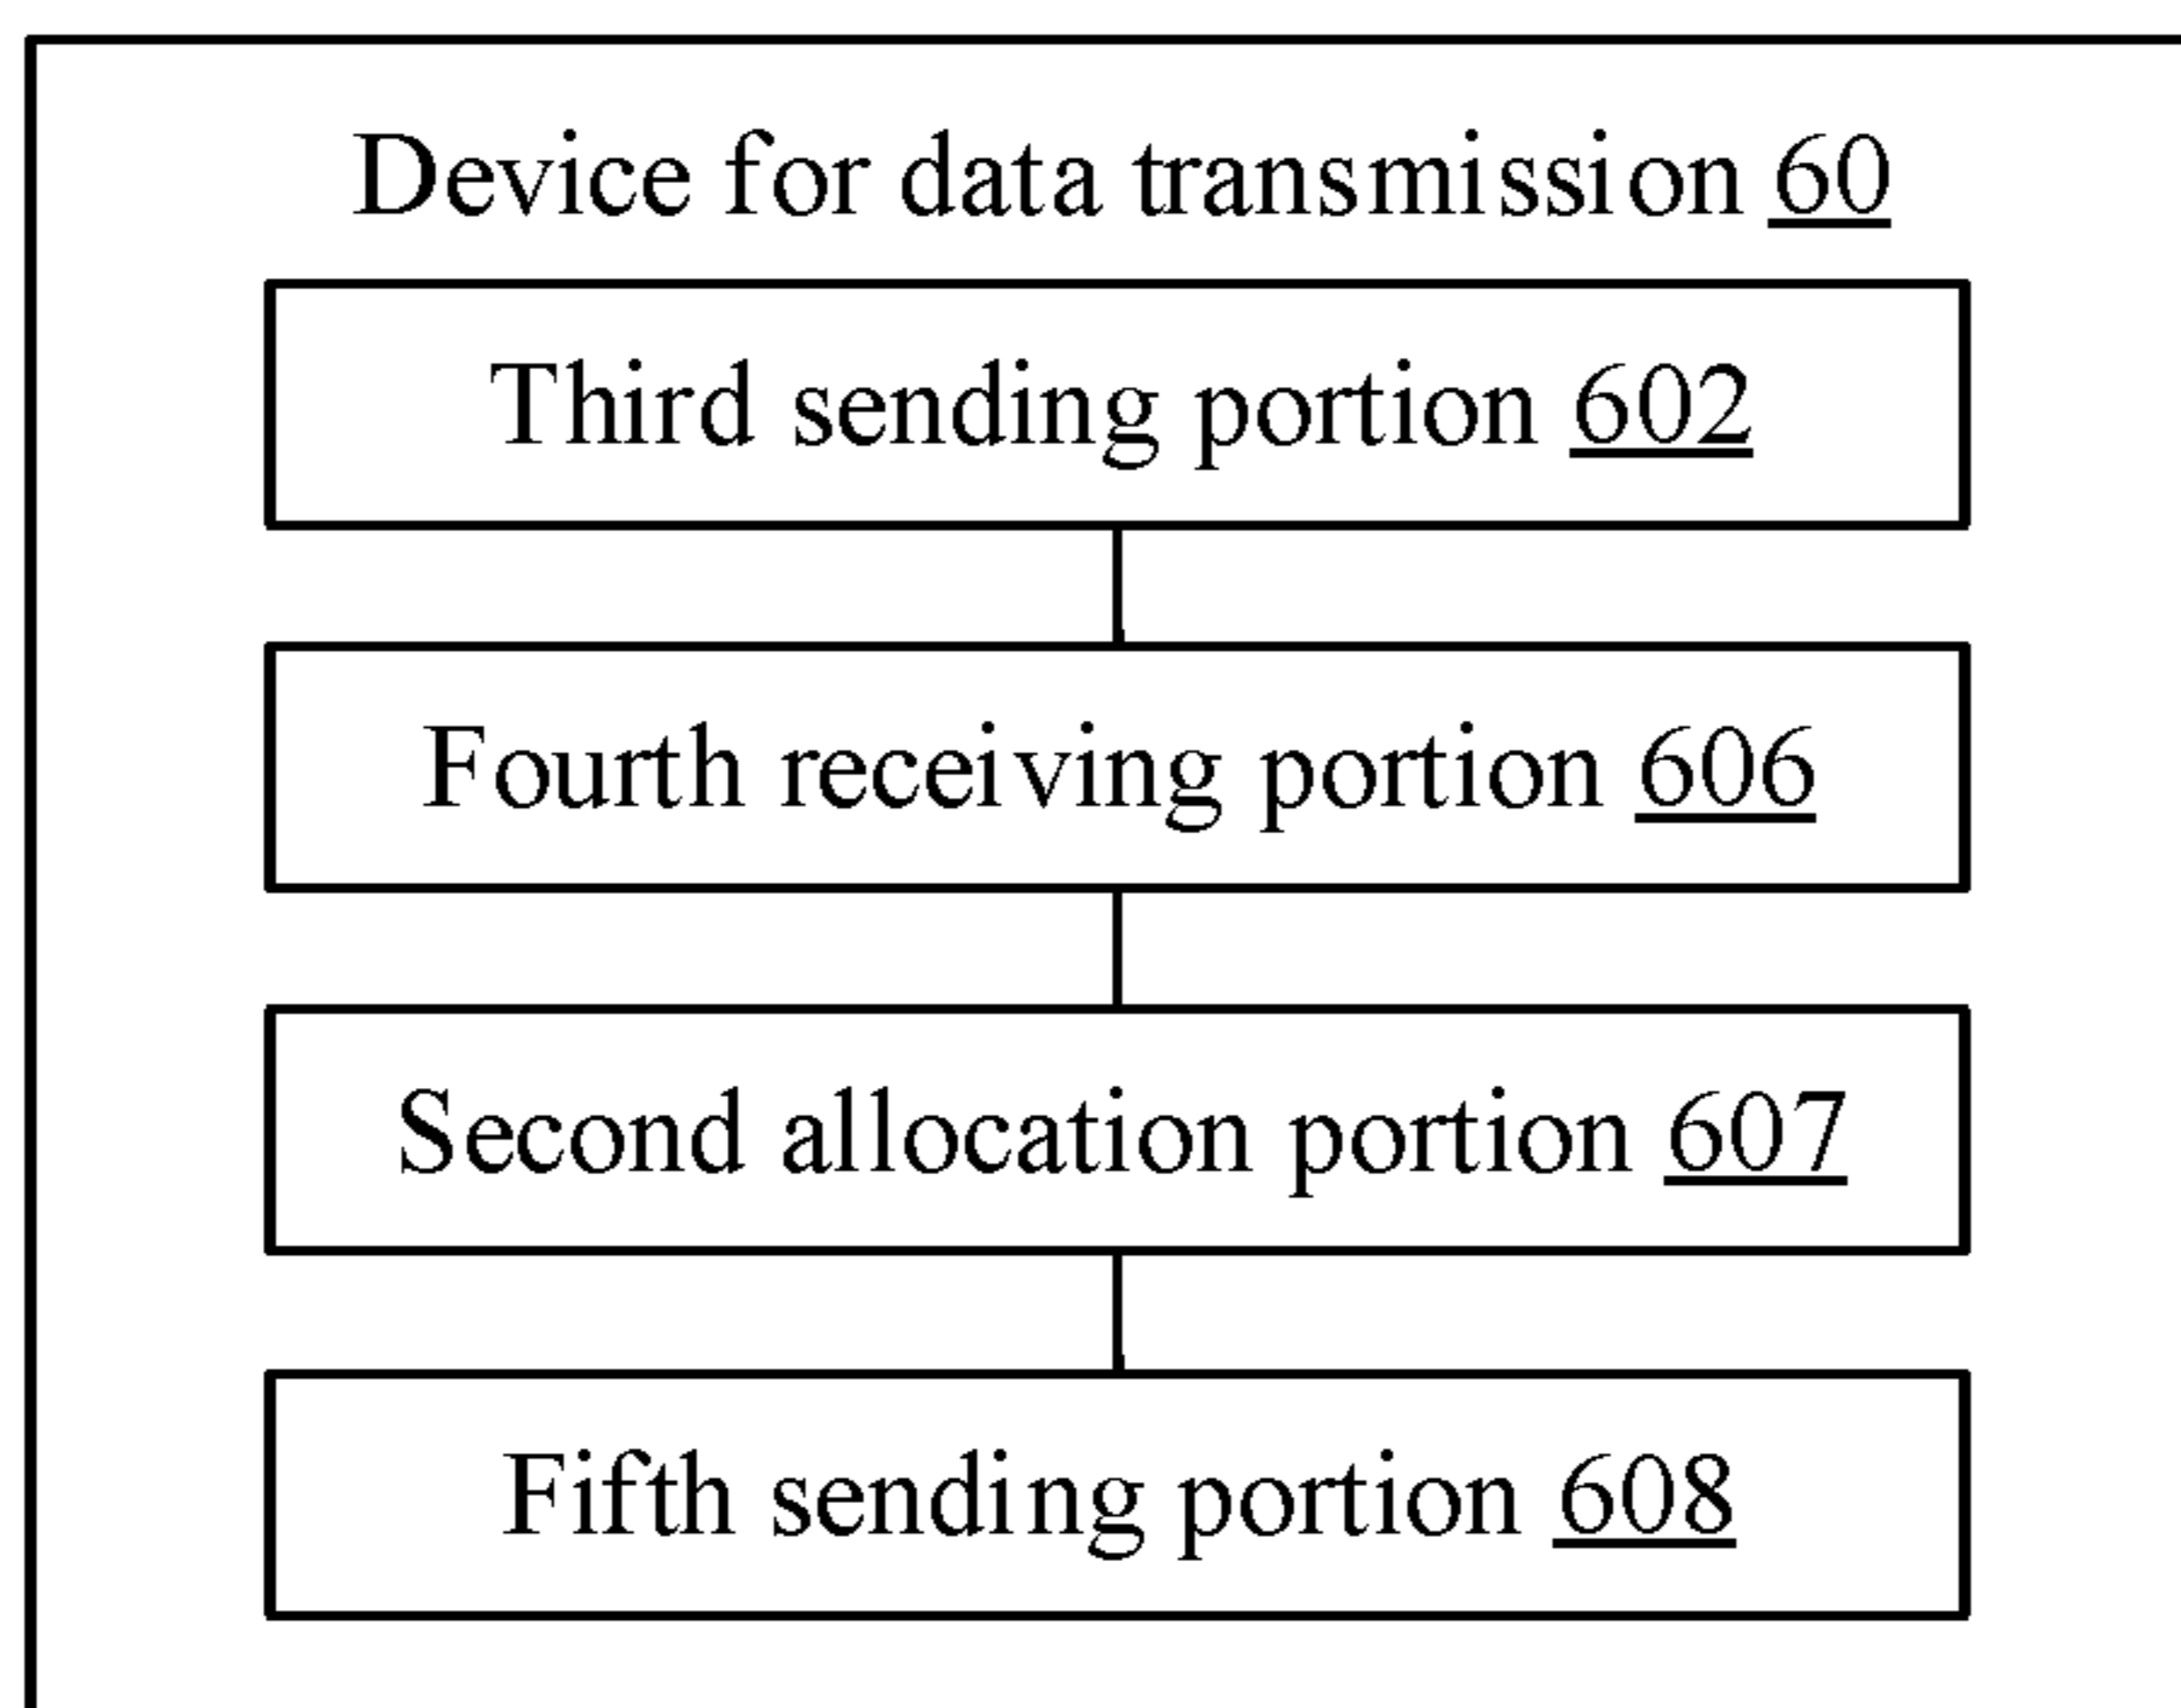 Device for data transmission 60
Third sending portion 602
Fourth receiving portion 606
Second allocation portion 607
Fifth sending portion 608